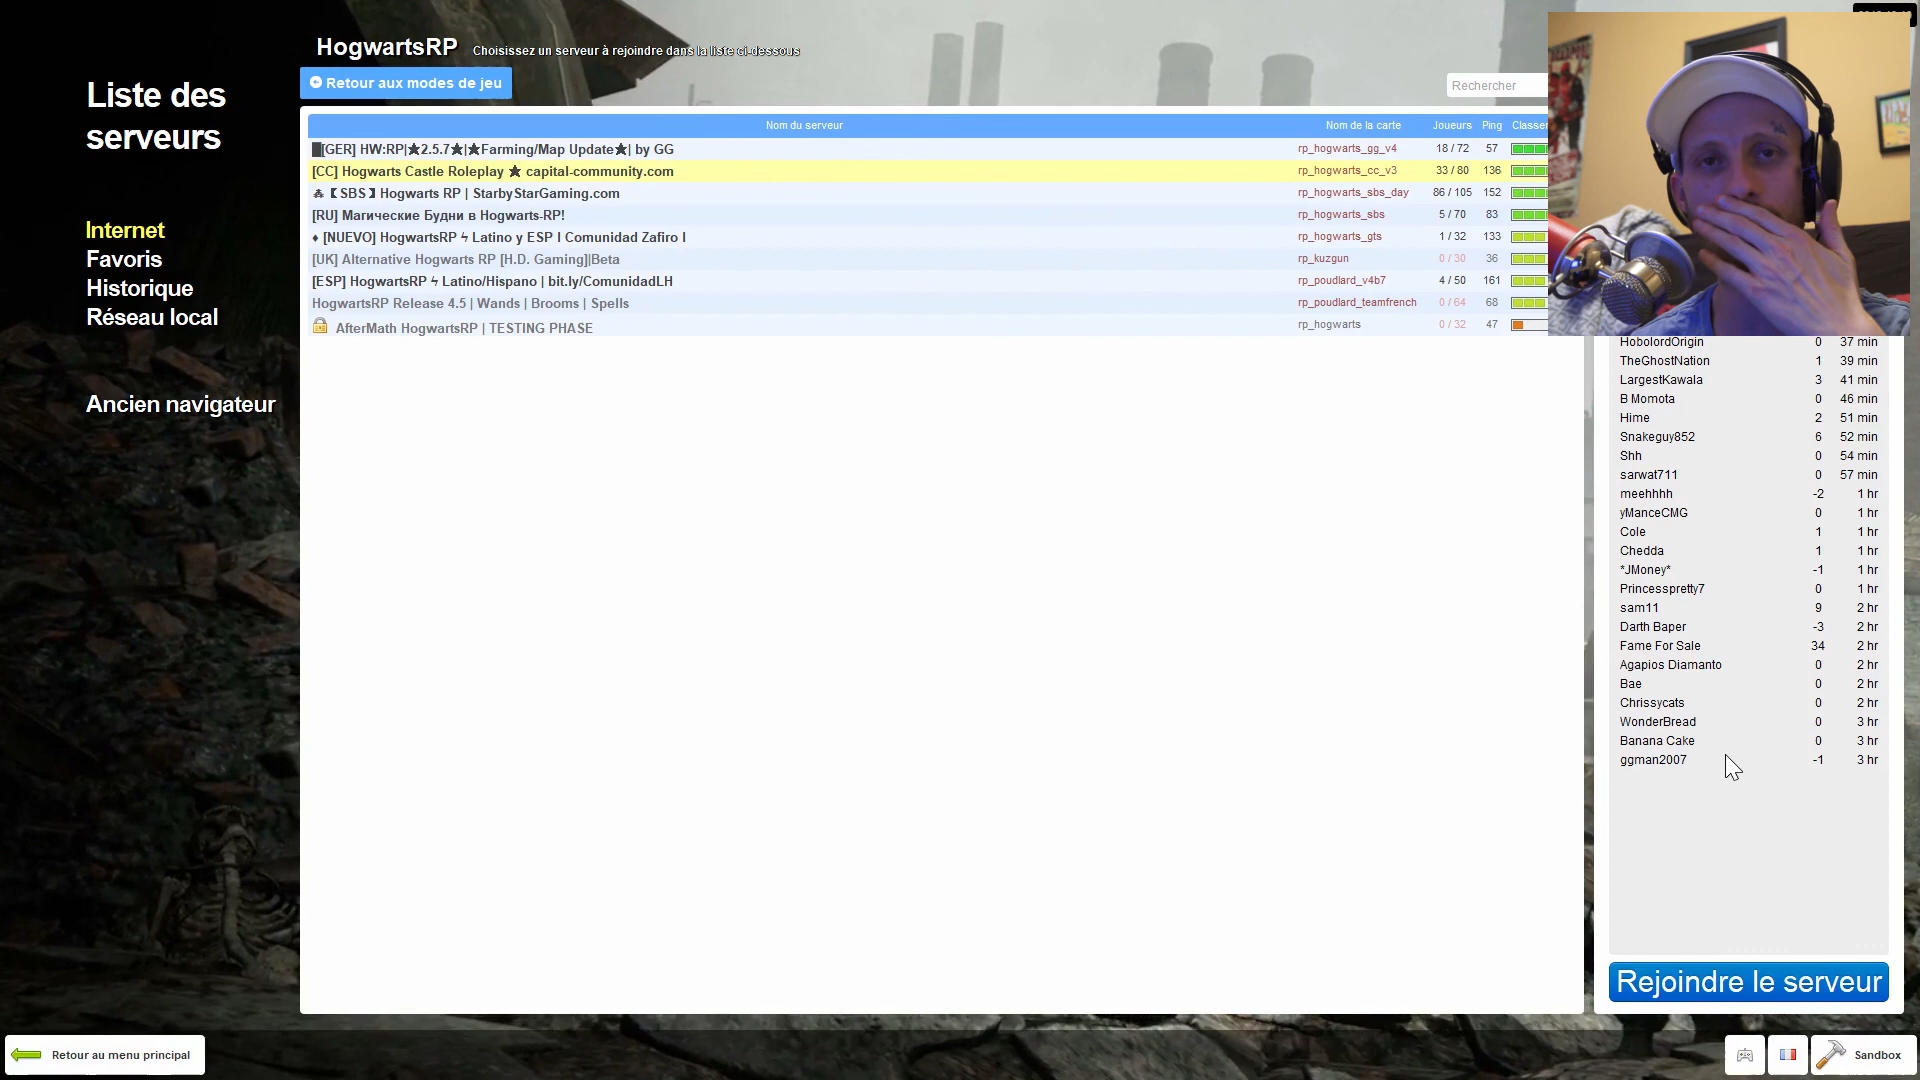 HogwartsRP Choisissez un serveur à rejoindre dans la liste ci-dessous
Liste des
serveurs
Retour aux modes de jeu
Rechercher
Nom du serveur Nom de la carte Joueurs Ping Classer
[GER] HW:RP|★2.5.7★|★Farming/Map Update★| by GG rp_hogwarts_gg_v4 18 / 72 57
[CC] Hogwarts Castle Roleplay ★ capital-community.com rp_hogwarts_cc_v3 33 / 80 136
【SBS】Hogwarts RP | StarbyStarGaming.com rp_hogwarts_sbs_day 86 / 105 152
[RU] Магические Будни в Hogwarts-RP! rp_hogwarts_sbs 5 / 70 83
♦ [NUEVO] HogwartsRP ϟ Latino y ESP I Comunidad Zafiro I rp_hogwarts_gts 1 / 32 133
[UK] Alternative Hogwarts RP [H.D. Gaming]|Beta rp_kuzgun 0 / 30 36
[ESP] HogwartsRP ϟ Latino/Hispano | bit.ly/ComunidadLH rp_poudlard_v4b7 4 / 50 161
HogwartsRP Release 4.5 | Wands | Brooms | Spells rp_poudlard_teamfrench 0 / 64 68
AfterMath HogwartsRP | TESTING PHASE rp_hogwarts 0 / 32 47
Internet
Favoris
Historique
Réseau local
Ancien navigateur
HobolordOrigin 0 37 min
TheGhostNation 1 39 min
LargestKawala 3 41 min
B Momota 0 46 min
Hime 2 51 min
Snakeguy852 6 52 min
Shh 0 54 min
sarwat711 0 57 min
meehhhh -2 1 hr
yManceCMG 0 1 hr
Cole 1 1 hr
Chedda 1 1 hr
*JMoney* -1 1 hr
Princesspretty7 0 1 hr
sam11 9 2 hr
Darth Baper -3 2 hr
Fame For Sale 34 2 hr
Agapios Diamanto 0 2 hr
Bae 0 2 hr
Chrissycats 0 2 hr
WonderBread 0 3 hr
Banana Cake 0 3 hr
ggman2007 -1 3 hr
Rejoindre le serveur
Retour au menu principal
Sandbox